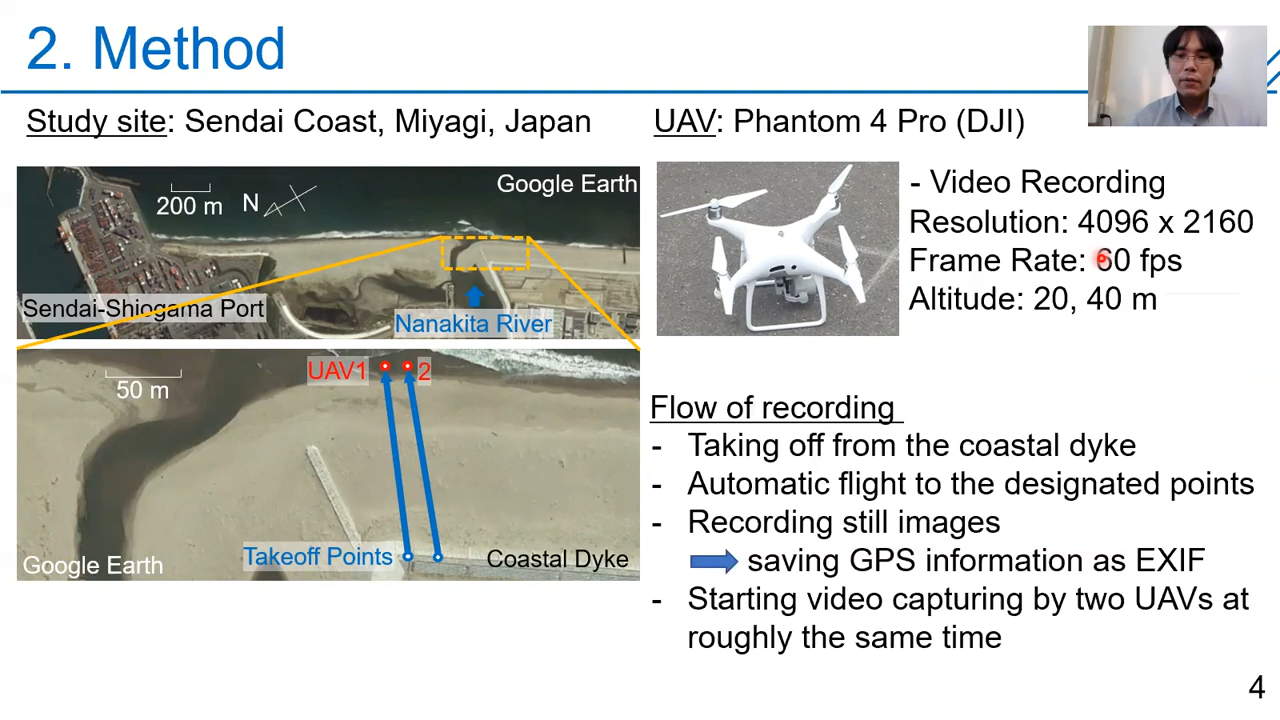 2. Method
Study site: Sendai Coast, Miyagi, Japan
Google Earth
200 m
N
Sendai-Shiogama Port
Nanakita River
50 m
UAV1
2
Takeoff Points
Coastal Dyke
Google Earth
UAV: Phantom 4 Pro (DJI)
- Video Recording
Resolution: 4096 x 2160
Frame Rate: 60 fps
Altitude: 20, 40 m
Flow of recording
- Taking off from the coastal dyke
- Automatic flight to the designated points
- Recording still images
saving GPS information as EXIF
- Starting video capturing by two UAVs at
roughly the same time
4